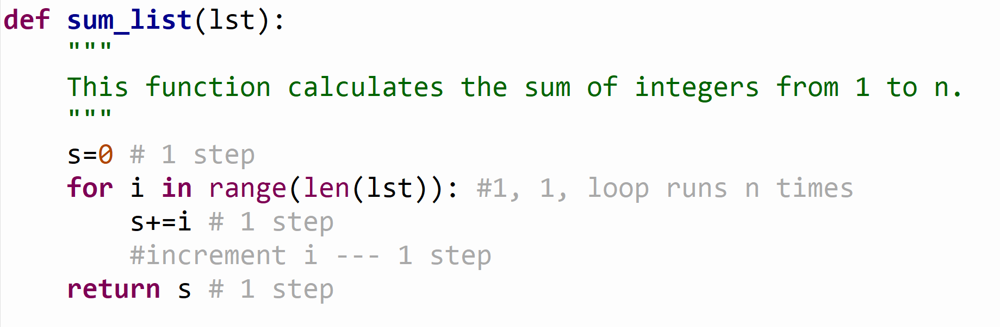 def sum_list(lst):
    """
    This function calculates the sum of integers from 1 to n.
    """
    s=0 # 1 step
    for i in range(len(lst)): #1, 1, loop runs n times
        s+=i # 1 step
        #increment i --- 1 step
    return s # 1 step